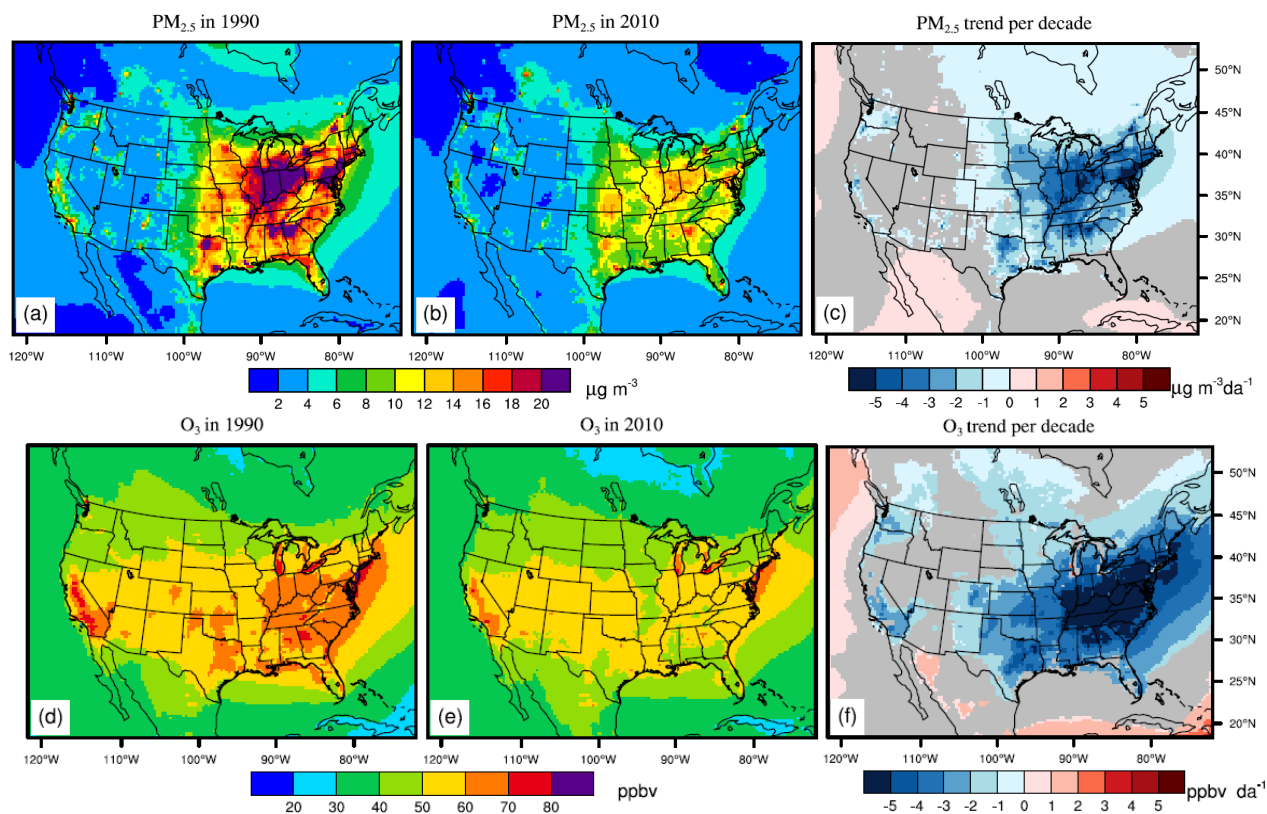 PM2.5 in 1990 PM2.5 in 2010 PM2.5 trend per decade
50°N
45°N
40°N
35°N
30°N
25°N
20°N
(a) (b) (c)
120°W 110°W 100°W 90°W 80°W 120°W 110°W 100°W 90°W 80°W 120°W 110°W 100°W 90°W 80°W
2 4 6 8 10 12 14 16 18 20 µg m-3
-5 -4 -3 -2 -1 0 1 2 3 4 5 µg m-3da-1
O3 in 1990 O3 in 2010 O3 trend per decade
50°N
45°N
40°N
35°N
30°N
25°N
20°N
(d) (e) (f)
120°W 110°W 100°W 90°W 80°W 120°W 110°W 100°W 90°W 80°W 120°W 110°W 100°W 90°W 80°W
20 30 40 50 60 70 80 ppbv
-5 -4 -3 -2 -1 0 1 2 3 4 5 ppbv da-1